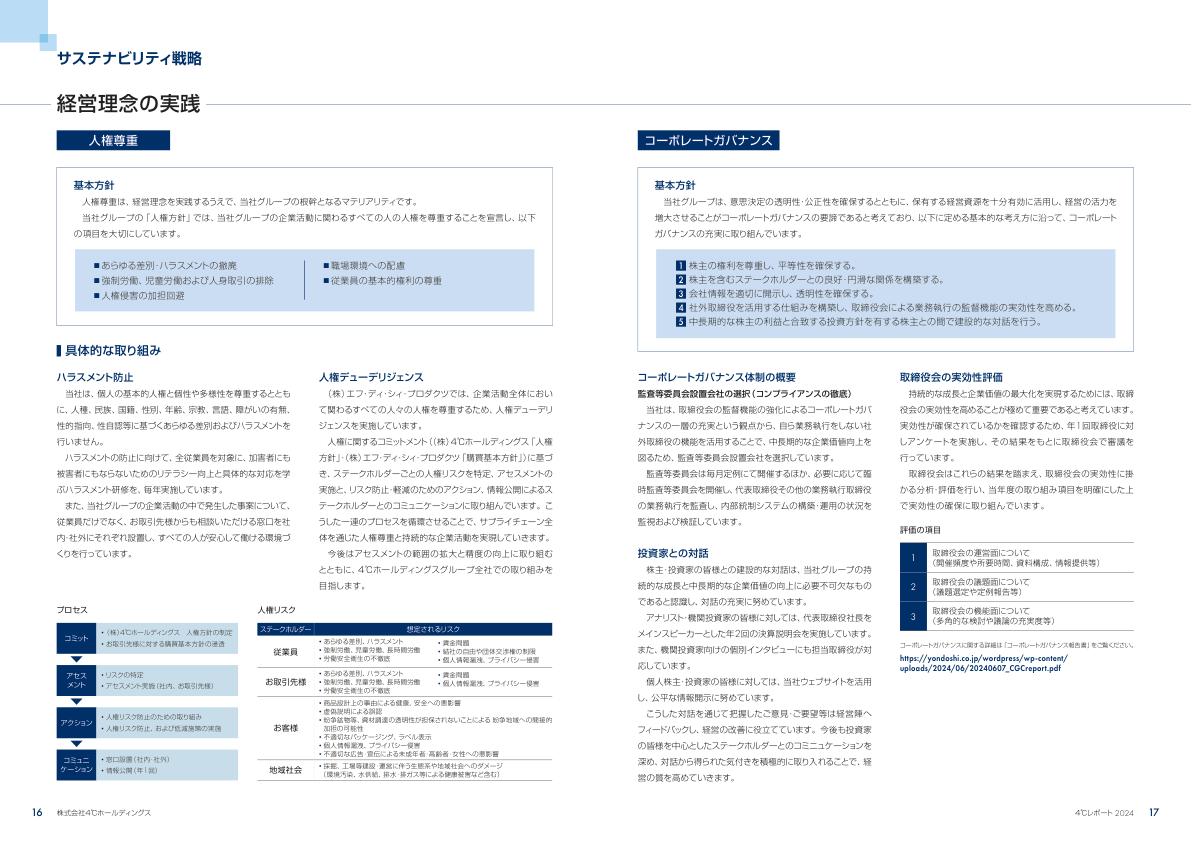 サステナビリティ戦略
経営理念の実践
人権尊重
基本方針
人権尊重は、経営理念を実践するうえで、当社グループの根幹となるマテリアリティです。
当社グループの「人権方針」では、当社グループの企業活動に関わるすべての人の人権を尊重することを宣言し、以下
の項目を大切にしています。
■あらゆる差別・ハラスメントの撤廃
■強制労働、児童労働および人身取引の排除
■人権侵害の加担回避
■職場環境への配慮
■従業員の基本的権利の尊重
具体的な取り組み
ハラスメント防止
当社は、個人の基本的人権と個性や多様性を尊重するととも
に、人種、民族、国籍、性別、年齢、宗教、言語、障がいの有無、
性的指向、性自認等に基づくあらゆる差別およびハラスメントを
行いません。
ハラスメントの防止に向けて、全従業員を対象に、加害者にも
被害者にもならないためのリテラシー向上と具体的な対応を学
ぶハラスメント研修を、毎年実施しています。
また、当社グループの企業活動の中で発生した事案について、
従業員だけでなく、お取引先様からも相談いただける窓口を社
内・社外にそれぞれ設置し、すべての人が安心して働ける環境づ
くりを行っています。
人権デューデリジェンス
（株）エフ・ディ・シィ・プロダクツでは、企業活動全体におい
て関わるすべての人々の人権を尊重するため、人権デューデリ
ジェンスを実施しています。
人権に関するコミットメント（（株）4℃ホールディングス「人権
方針」・（株）エフ・ディ・シィ・プロダクツ「購買基本方針」）に基づ
き、ステークホルダーごとの人権リスクを特定、アセスメントの
実施と、リスク防止・軽減のためのアクション、情報公開によるス
テークホルダーとのコミュニケーションに取り組んでいます。こ
うした一連のプロセスを循環させることで、サプライチェーン全
体を通じた人権尊重と持続的な企業活動を実現していきます。
今後はアセスメントの範囲の拡大と精度の向上に取り組む
とともに、4℃ホールディングスグループ全社での取り組みを
目指します。
プロセス
コミット
・（株）4℃ホールディングス 人権方針の制定
・お取引先様に対する購買基本方針の浸透
アセス
メント
・リスクの特定
・アセスメント実施（社内、お取引先様）
アクション
・人権リスク防止のための取り組み
・人権リスク防止、および低減施策の実施
コミュニ
ケーション
・窓口設置（社内・社外）
・情報公開（年1回）
人権リスク
ステークホルダー 想定されるリスク
従業員
・あらゆる差別、ハラスメント
・強制労働、児童労働、長時間労働
・労働安全衛生の不徹底
・賃金問題
・結社の自由や団体交渉権の制限
・個人情報漏洩、プライバシー侵害
お取引先様
・あらゆる差別、ハラスメント
・強制労働、児童労働、長時間労働
・労働安全衛生の不徹底
・賃金問題
・個人情報漏洩、プライバシー侵害
お客様
・商品設計上の事由による健康、安全への悪影響
・虚偽説明による誤認
・紛争鉱物等、資材調達の透明性が担保されないことによる 紛争地域への間接的
加担の可能性
・不適切なパッケージング、ラベル表示
・個人情報漏洩、プライバシー侵害
・不適切な広告・宣伝による未成年者・高齢者・女性への悪影響
地域社会
・採掘、工場等建設・運営に伴う生態系や地域社会へのダメージ
（環境汚染、水供給、排水・排ガス等による健康被害など含む）
16 株式会社4℃ホールディングス
コーポレートガバナンス
基本方針
当社グループは、意思決定の透明性・公正性を確保するとともに、保有する経営資源を十分有効に活用し、経営の活力を
増大させることがコーポレートガバナンスの要諦であると考えており、以下に定める基本的な考え方に沿って、コーポレート
ガバナンスの充実に取り組んでいます。
1 株主の権利を尊重し、平等性を確保する。
2 株主を含むステークホルダーとの良好・円滑な関係を構築する。
3 会社情報を適切に開示し、透明性を確保する。
4 社外取締役を活用する仕組みを構築し、取締役会による業務執行の監督機能の実効性を高める。
5 中長期的な株主の利益と合致する投資方針を有する株主との間で建設的な対話を行う。
コーポレートガバナンス体制の概要
監査等委員会設置会社の選択（コンプライアンスの徹底）
当社は、取締役会の監督機能の強化によるコーポレートガバ
ナンスの一層の充実という観点から、自ら業務執行をしない社
外取締役の機能を活用することで、中長期的な企業価値向上を
図るため、監査等委員会設置会社を選択しています。
監査等委員会は毎月定例にて開催するほか、必要に応じて臨
時監査等委員会を開催し、代表取締役その他の業務執行取締役
の業務執行を監査し、内部統制システムの構築・運用の状況を
監視および検証しています。
投資家との対話
株主・投資家の皆様との建設的な対話は、当社グループの持
続的な成長と中長期的な企業価値の向上に必要不可欠なもの
であると認識し、対話の充実に努めています。
アナリスト・機関投資家の皆様に対しては、代表取締役社長を
メインスピーカーとした年2回の決算説明会を実施しています。
また、機関投資家向けの個別インタビューにも担当取締役が対
応しています。
個人株主・投資家の皆様に対しては、当社ウェブサイトを活用
し、公平な情報開示に努めています。
こうした対話を通じて把握したご意見・ご要望等は経営陣へ
フィードバックし、経営の改善に役立てています。今後も投資家
の皆様を中心としたステークホルダーとのコミニュケーションを
深め、対話から得られた気付きを積極的に取り入れることで、経
営の質を高めていきます。
取締役会の実効性評価
持続的な成長と企業価値の最大化を実現するためには、取締
役会の実効性を高めることが極めて重要であると考えています。
実効性が確保されているかを確認するため、年1回取締役に対
しアンケートを実施し、その結果をもとに取締役会で審議を
行っています。
取締役会はこれらの結果を踏まえ、取締役会の実効性に掛
かる分析・評価を行い、当年度の取り組み項目を明確にした上
で実効性の確保に取り組んでいます。
評価の項目
1
取締役会の運営面について
（開催頻度や所要時間、資料構成、情報提供等）
2
取締役会の議題面について
（議題選定や定例報告等）
3
取締役会の機能面について
（多角的な検討や議論の充実度等）
コーポレートガバナンスに関する詳細は「コーポレートガバナンス報告書」をご覧ください。
https://yondoshi.co.jp/wordpress/wp-content/
uploads/2024/06/20240607_CGCreport.pdf
4℃レポート 2024 17